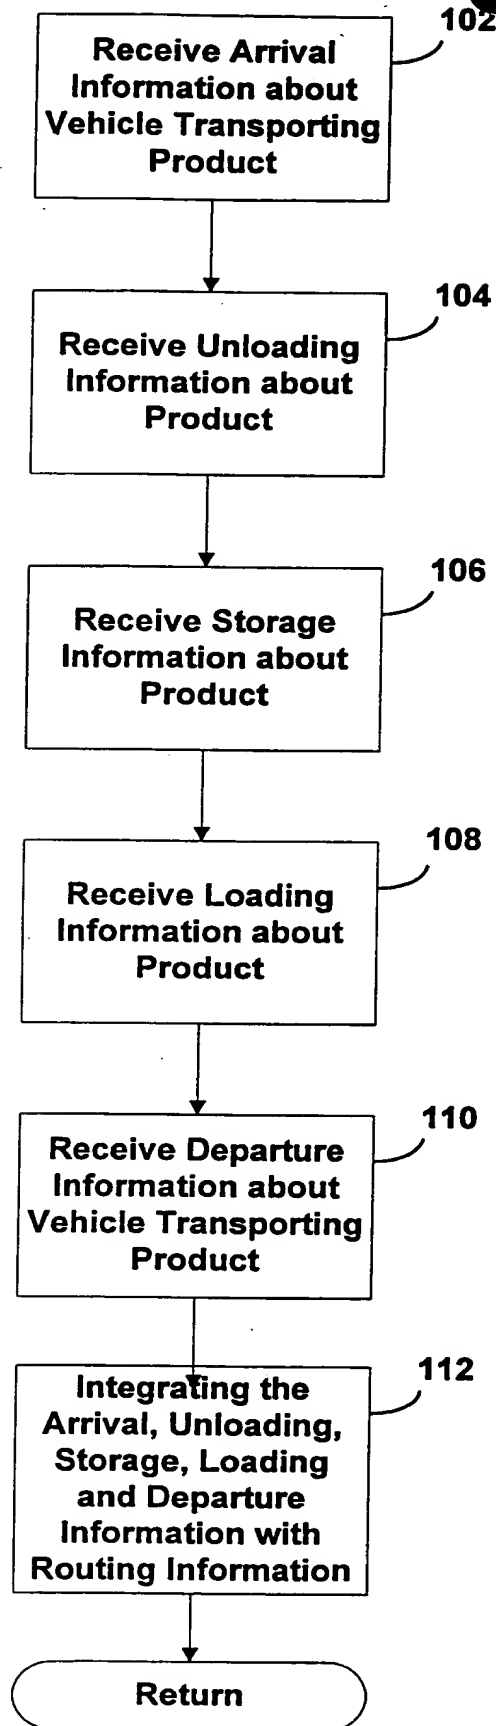 102
Receive Arrival
Information about
Vehicle Transporting
Product
104
Receive Unloading
Information about
Product
106
Receive Storage
Information about
Product
108
Receive Loading
Information about
Product
110
Receive Departure
Information about
Vehicle Transporting
Product
112
Integrating the
Arrival, Unloading,
Storage, Loading
and Departure
Information with
Routing Information
Return